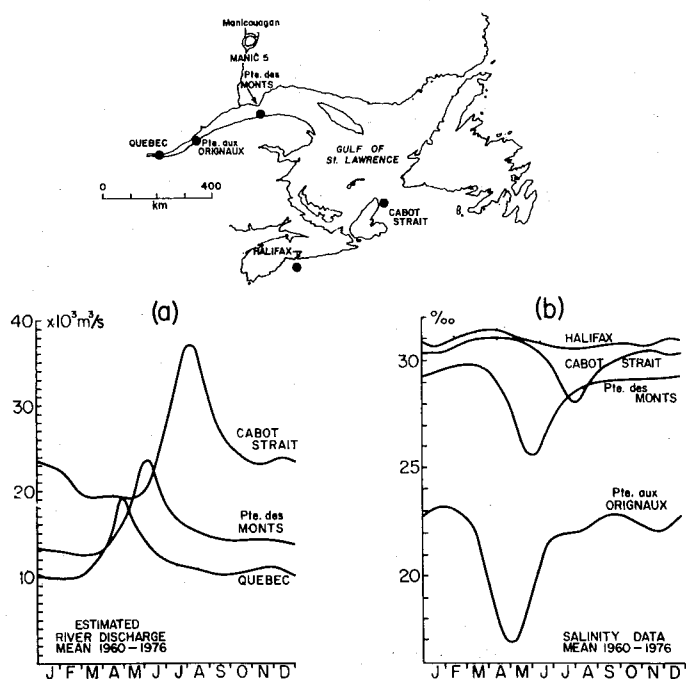 Manicouagan
MANIC 5
Pte. des
MONTS
QUEBEC
Pte. aux
ORIGNAUX
GULF OF
St. LAWRENCE
0 400
km
CABOT
STRAIT
HALIFAX
(a)
40 x10³m³/s
30
20
10
CABOT
STRAIT
Pte. des
MONTS
QUEBEC
ESTIMATED
RIVER DISCHARGE
MEAN 1960-1976
J F M A M J J A S O N D
(b)
‰
30
25
20
HALIFAX
CABOT STRAIT
Pte. des
MONTS
Pte. aux
ORIGNAUX
SALINITY DATA
MEAN 1960-1976
J F M A M J J A S O N D